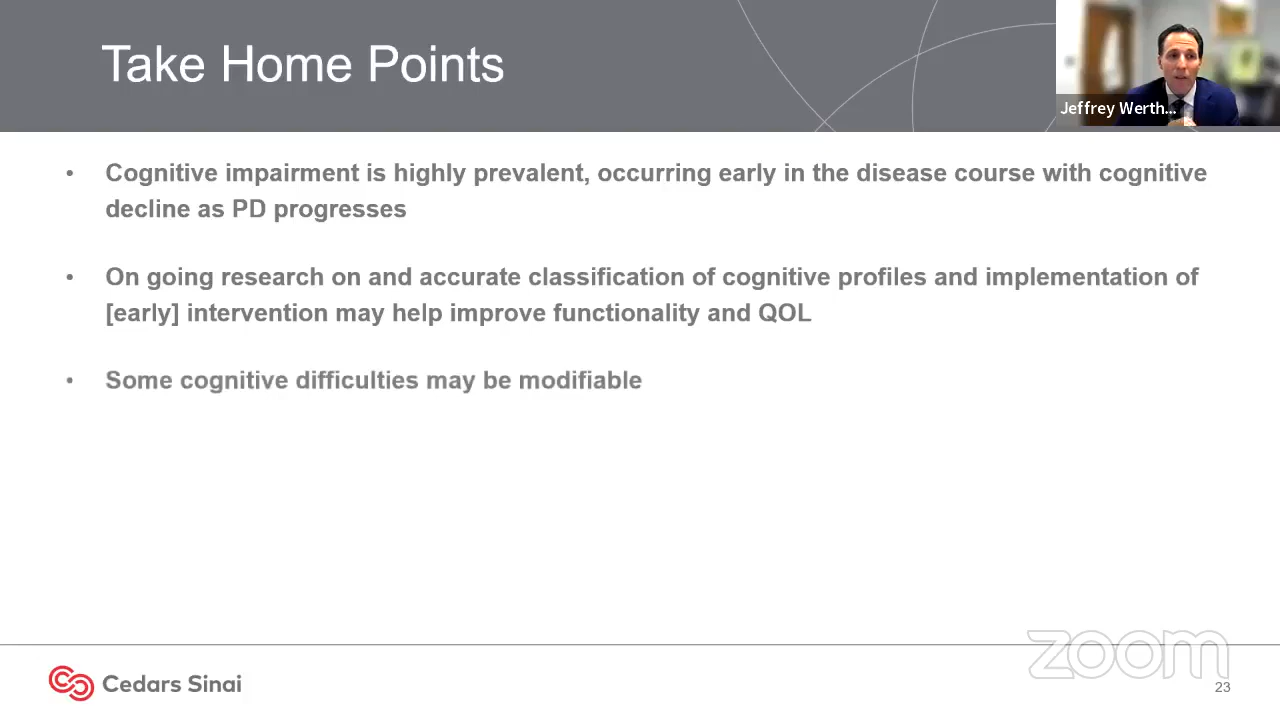 Take Home Points
Jeffrey Werth...
• Cognitive impairment is highly prevalent, occurring early in the disease course with cognitive
decline as PD progresses
• On going research on and accurate classification of cognitive profiles and implementation of
[early] intervention may help improve functionality and QOL
• Some cognitive difficulties may be modifiable
zoom
Cedars Sinai
23